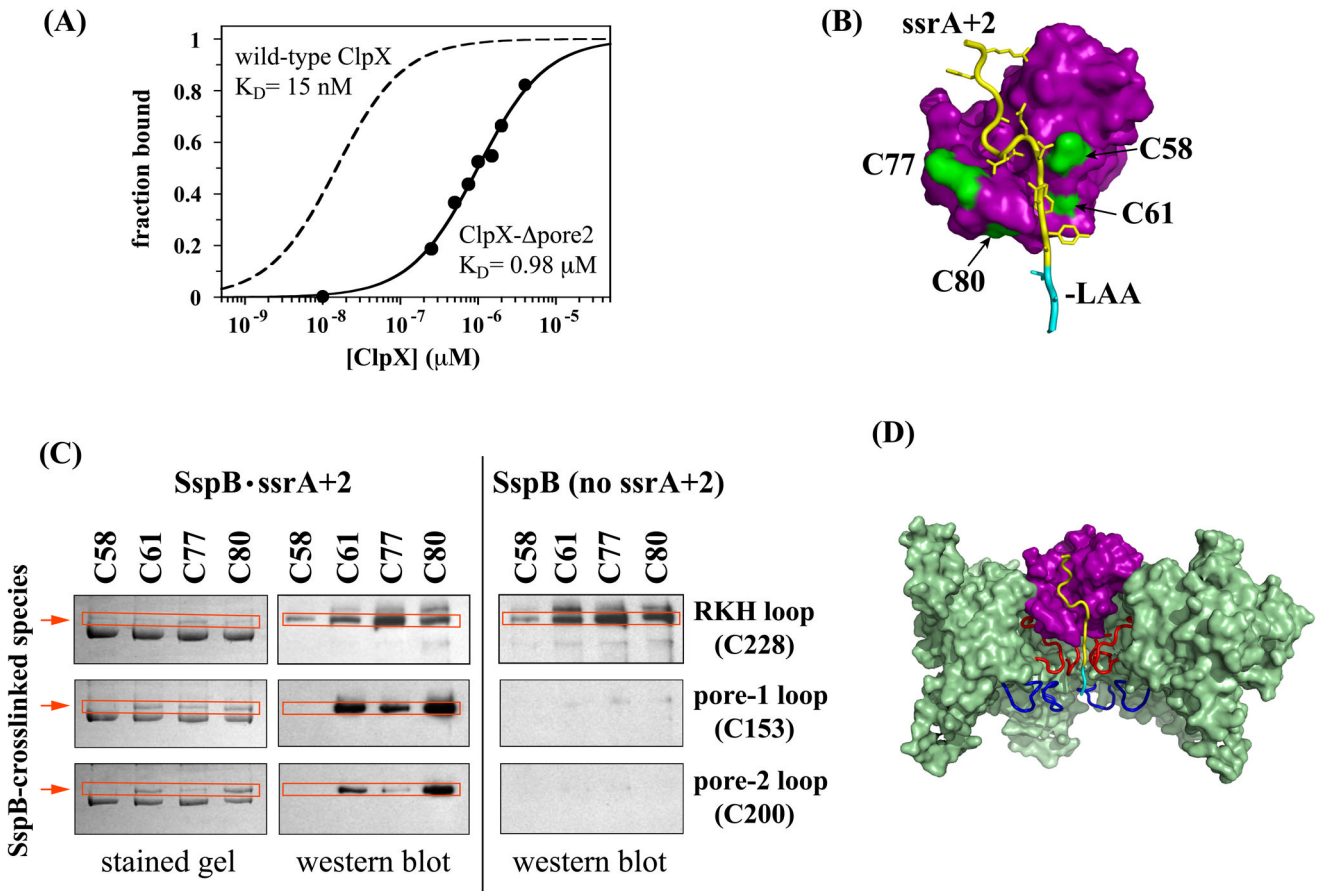 (A)
fraction bound
1
0.8
0.6
0.4
0.2
0
wild-type ClpX
K_D= 15 nM
ClpX-Δpore2
K_D= 0.98 μM
10⁻⁹ 10⁻⁸ 10⁻⁷ 10⁻⁶ 10⁻⁵
[ClpX] (μM)
(B)
ssrA+2
C77
C58
C61
C80
-LAA
(C)
SspB·ssrA+2
SspB (no ssrA+2)
C58 C61 C77 C80 C58 C61 C77 C80 C58 C61 C77 C80
SspB-crosslinked species
RKH loop
(C228)
pore-1 loop
(C153)
pore-2 loop
(C200)
stained gel
western blot
western blot
(D)